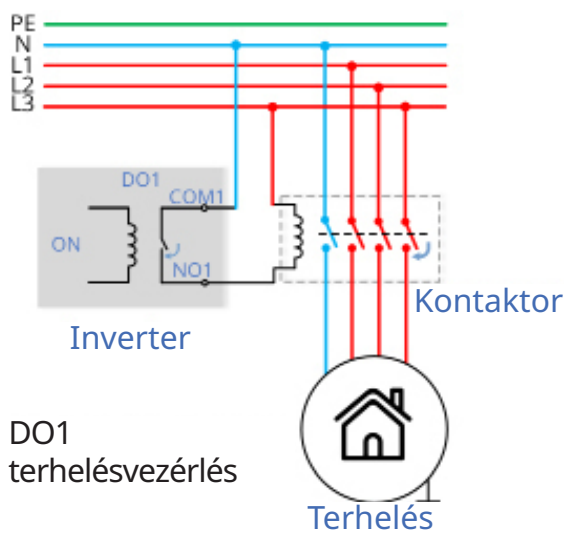 PE
N
L1
L2
L3
DO1
COM1
ON
NO1
Kontaktor
Inverter
DO1
terhelésvezérlés
Terhelés